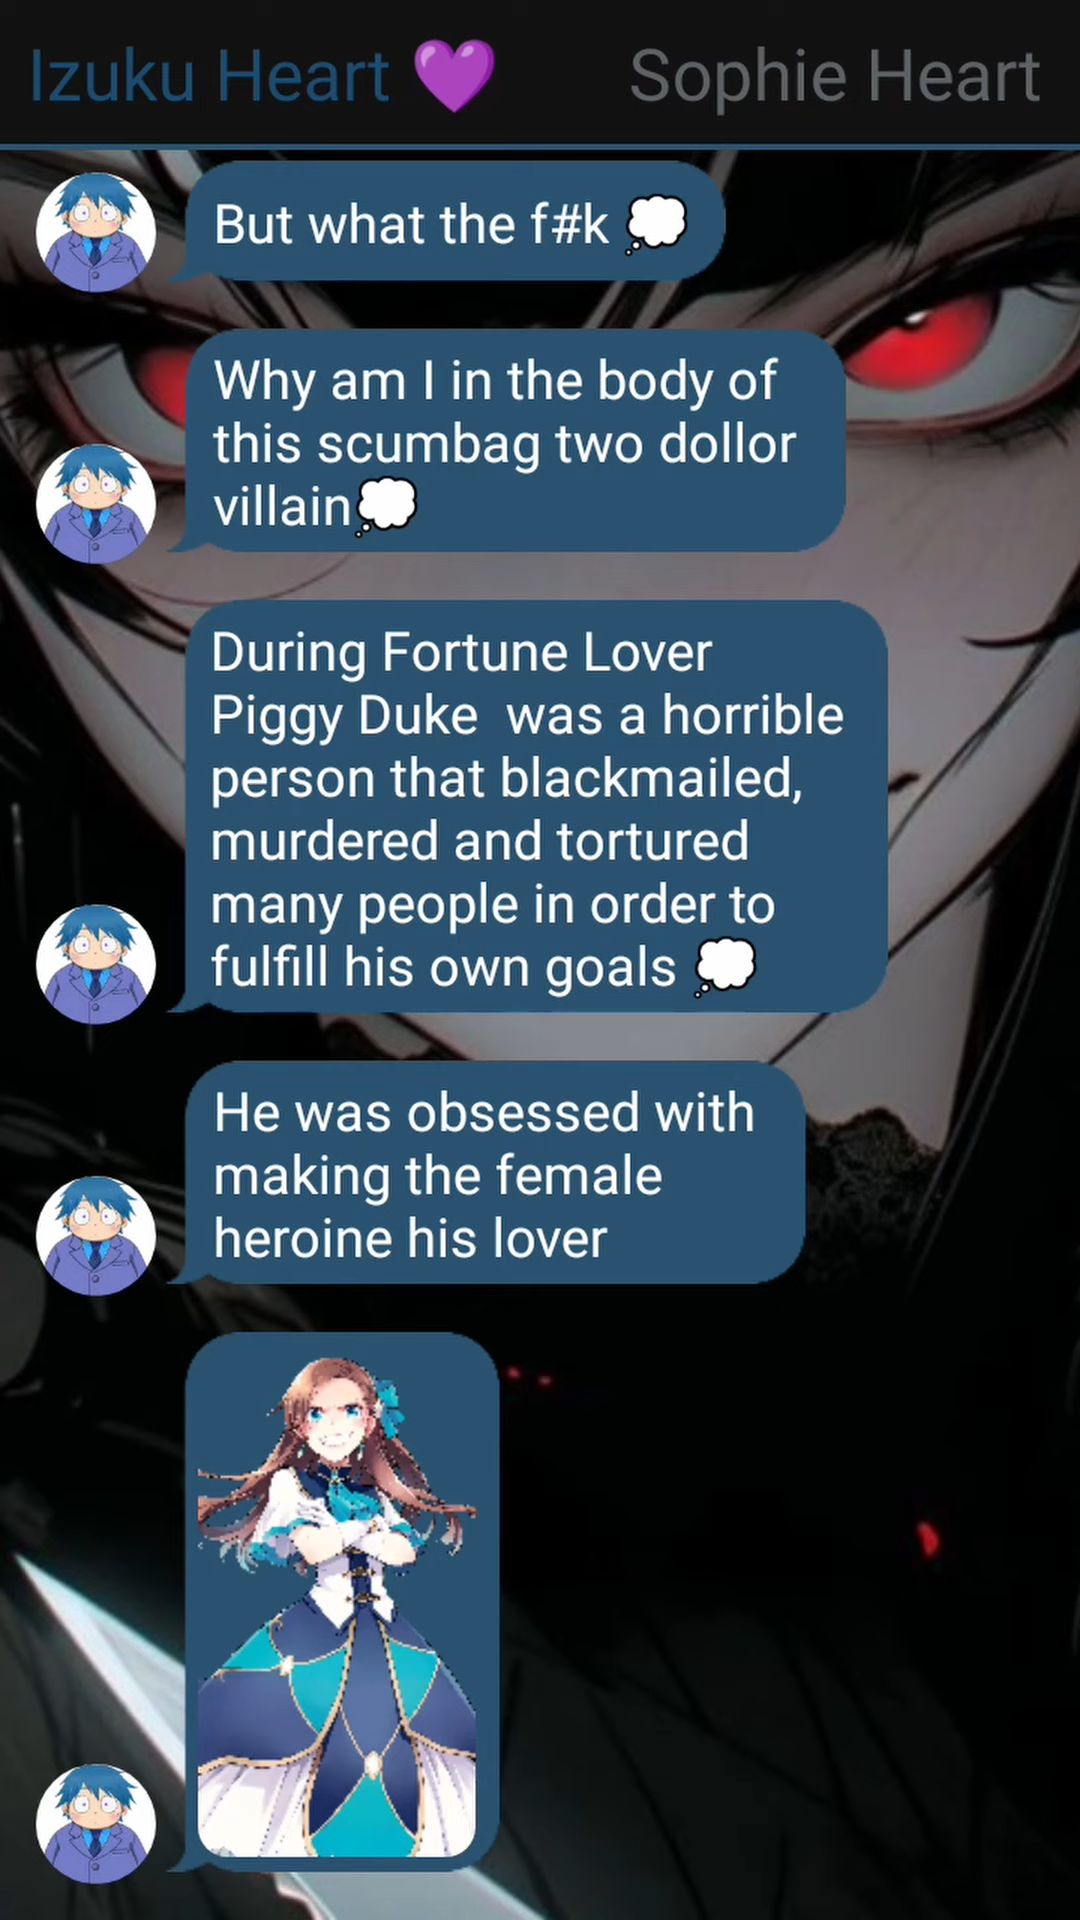 Izuku Heart 💜 Sophie Heart
But what the f#k 💭
Why am I in the body of
this scumbag two dollor
villain💭
During Fortune Lover
Piggy Duke  was a horrible
person that blackmailed,
murdered and tortured
many people in order to
fulfill his own goals 💭
He was obsessed with
making the female
heroine his lover